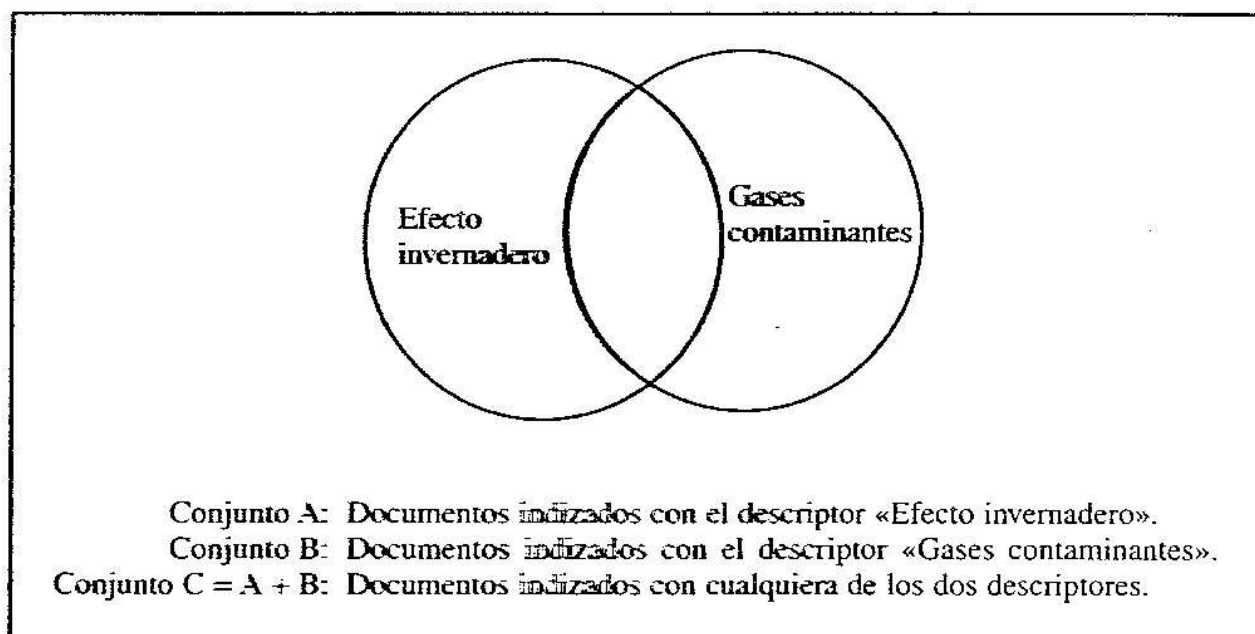 Efecto
invernadero
Gases
contaminantes
Conjunto A: Documentos indizados con el descriptor «Efecto invernadero».
Conjunto B: Documentos indizados con el descriptor «Gases contaminantes».
Conjunto C = A + B: Documentos indizados con cualquiera de los dos descriptores.